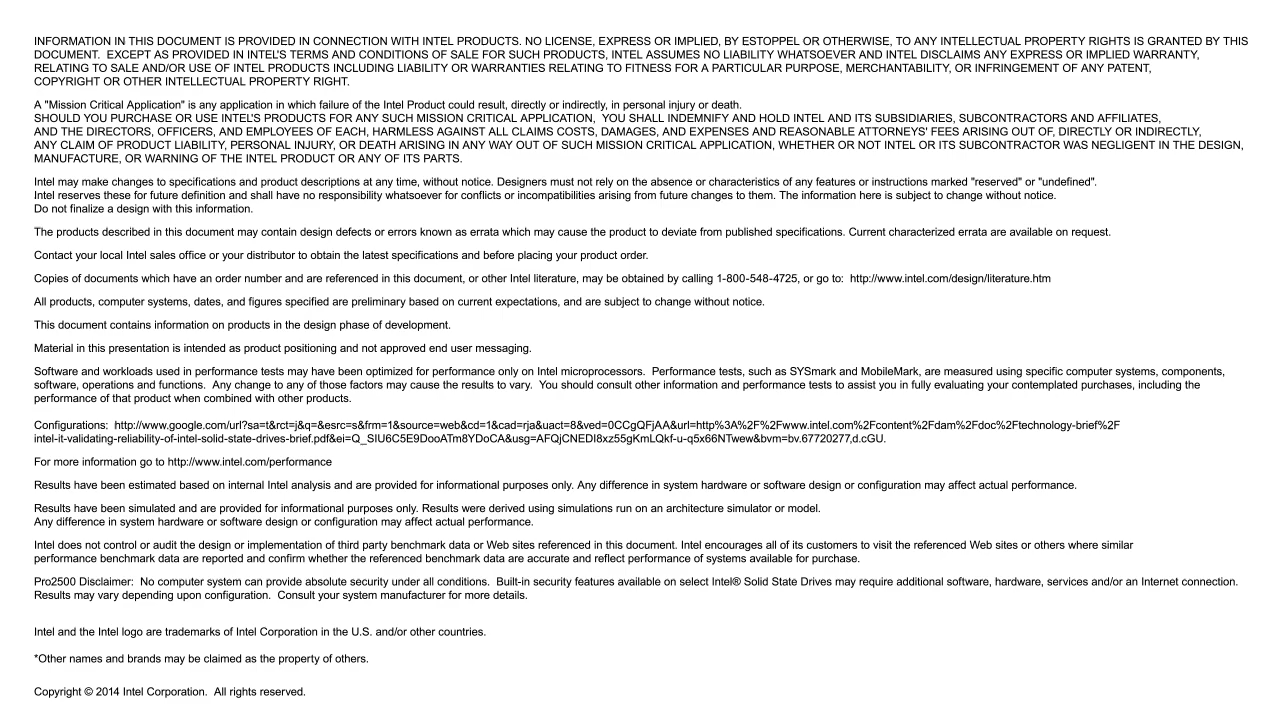 INFORMATION IN THIS DOCUMENT IS PROVIDED IN CONNECTION WITH INTEL PRODUCTS. NO LICENSE, EXPRESS OR IMPLIED, BY ESTOPPEL OR OTHERWISE, TO ANY INTELLECTUAL PROPERTY RIGHTS IS GRANTED BY THIS
DOCUMENT.  EXCEPT AS PROVIDED IN INTEL'S TERMS AND CONDITIONS OF SALE FOR SUCH PRODUCTS, INTEL ASSUMES NO LIABILITY WHATSOEVER AND INTEL DISCLAIMS ANY EXPRESS OR IMPLIED WARRANTY,
RELATING TO SALE AND/OR USE OF INTEL PRODUCTS INCLUDING LIABILITY OR WARRANTIES RELATING TO FITNESS FOR A PARTICULAR PURPOSE, MERCHANTABILITY, OR INFRINGEMENT OF ANY PATENT,
COPYRIGHT OR OTHER INTELLECTUAL PROPERTY RIGHT.
A "Mission Critical Application" is any application in which failure of the Intel Product could result, directly or indirectly, in personal injury or death.
SHOULD YOU PURCHASE OR USE INTEL'S PRODUCTS FOR ANY SUCH MISSION CRITICAL APPLICATION,  YOU SHALL INDEMNIFY AND HOLD INTEL AND ITS SUBSIDIARIES, SUBCONTRACTORS AND AFFILIATES,
AND THE DIRECTORS, OFFICERS, AND EMPLOYEES OF EACH, HARMLESS AGAINST ALL CLAIMS COSTS, DAMAGES, AND EXPENSES AND REASONABLE ATTORNEYS' FEES ARISING OUT OF, DIRECTLY OR INDIRECTLY,
ANY CLAIM OF PRODUCT LIABILITY, PERSONAL INJURY, OR DEATH ARISING IN ANY WAY OUT OF SUCH MISSION CRITICAL APPLICATION, WHETHER OR NOT INTEL OR ITS SUBCONTRACTOR WAS NEGLIGENT IN THE DESIGN,
MANUFACTURE, OR WARNING OF THE INTEL PRODUCT OR ANY OF ITS PARTS.
Intel may make changes to specifications and product descriptions at any time, without notice. Designers must not rely on the absence or characteristics of any features or instructions marked "reserved" or "undefined".
Intel reserves these for future definition and shall have no responsibility whatsoever for conflicts or incompatibilities arising from future changes to them. The information here is subject to change without notice.
Do not finalize a design with this information.
The products described in this document may contain design defects or errors known as errata which may cause the product to deviate from published specifications. Current characterized errata are available on request.
Contact your local Intel sales office or your distributor to obtain the latest specifications and before placing your product order.
Copies of documents which have an order number and are referenced in this document, or other Intel literature, may be obtained by calling 1-800-548-4725, or go to:  http://www.intel.com/design/literature.htm
All products, computer systems, dates, and figures specified are preliminary based on current expectations, and are subject to change without notice.
This document contains information on products in the design phase of development.
Material in this presentation is intended as product positioning and not approved end user messaging.
Software and workloads used in performance tests may have been optimized for performance only on Intel microprocessors.  Performance tests, such as SYSmark and MobileMark, are measured using specific computer systems, components,
software, operations and functions.  Any change to any of those factors may cause the results to vary.  You should consult other information and performance tests to assist you in fully evaluating your contemplated purchases, including the
performance of that product when combined with other products.
Configurations:  http://www.google.com/url?sa=t&rct=j&q=&esrc=s&frm=1&source=web&cd=1&cad=rja&uact=8&ved=0CCgQFjAA&url=http%3A%2F%2Fwww.intel.com%2Fcontent%2Fdam%2Fdoc%2Ftechnology-brief%2F
intel-it-validating-reliability-of-intel-solid-state-drives-brief.pdf&ei=Q_SIU6C5E9DooATm8YDoCA&usg=AFQjCNEDI8xz55gKmLQkf-u-q5x66NTwew&bvm=bv.67720277,d.cGU.
For more information go to http://www.intel.com/performance
Results have been estimated based on internal Intel analysis and are provided for informational purposes only. Any difference in system hardware or software design or configuration may affect actual performance.
Results have been simulated and are provided for informational purposes only. Results were derived using simulations run on an architecture simulator or model.
Any difference in system hardware or software design or configuration may affect actual performance.
Intel does not control or audit the design or implementation of third party benchmark data or Web sites referenced in this document. Intel encourages all of its customers to visit the referenced Web sites or others where similar
performance benchmark data are reported and confirm whether the referenced benchmark data are accurate and reflect performance of systems available for purchase.
Pro2500 Disclaimer:  No computer system can provide absolute security under all conditions.  Built-in security features available on select Intel® Solid State Drives may require additional software, hardware, services and/or an Internet connection.
Results may vary depending upon configuration.  Consult your system manufacturer for more details.
Intel and the Intel logo are trademarks of Intel Corporation in the U.S. and/or other countries.
*Other names and brands may be claimed as the property of others.
Copyright © 2014 Intel Corporation.  All rights reserved.